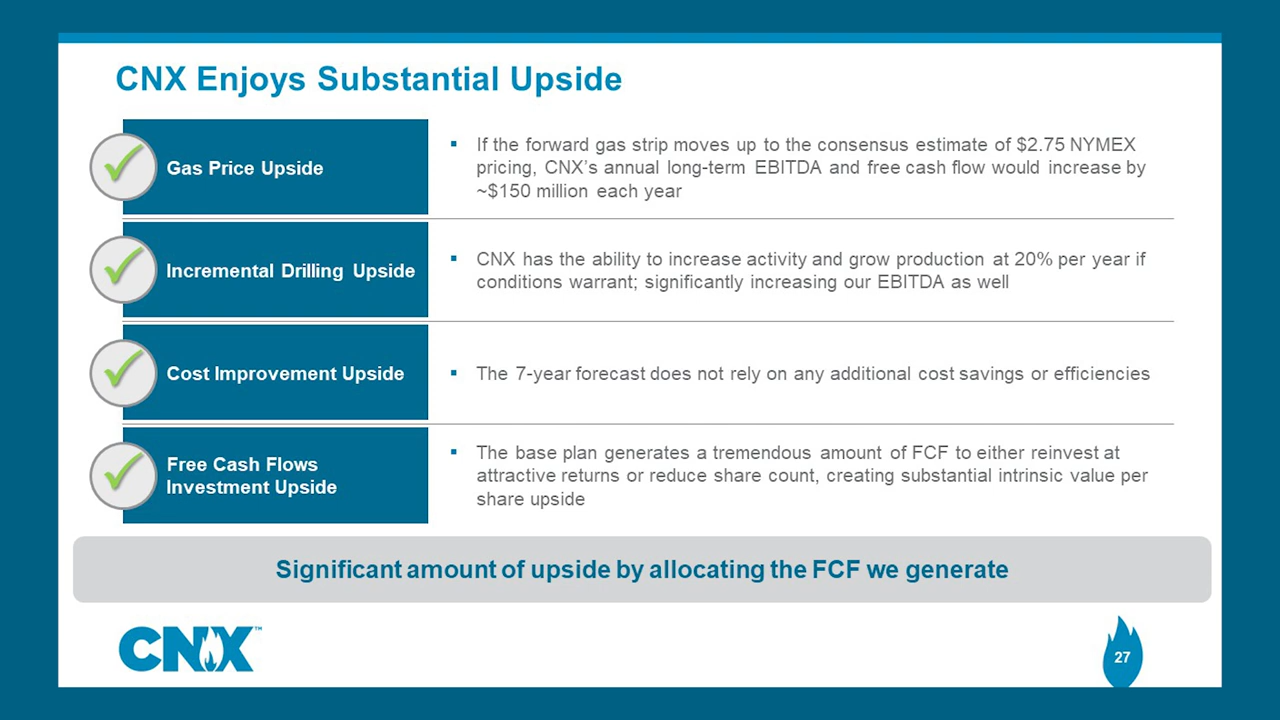 CNX Enjoys Substantial Upside
Gas Price Upside
▪ If the forward gas strip moves up to the consensus estimate of $2.75 NYMEX
pricing, CNX’s annual long-term EBITDA and free cash flow would increase by
~$150 million each year
Incremental Drilling Upside
▪ CNX has the ability to increase activity and grow production at 20% per year if
conditions warrant; significantly increasing our EBITDA as well
Cost Improvement Upside
▪ The 7-year forecast does not rely on any additional cost savings or efficiencies
Free Cash Flows
Investment Upside
▪ The base plan generates a tremendous amount of FCF to either reinvest at
attractive returns or reduce share count, creating substantial intrinsic value per
share upside
Significant amount of upside by allocating the FCF we generate
CNX™
27